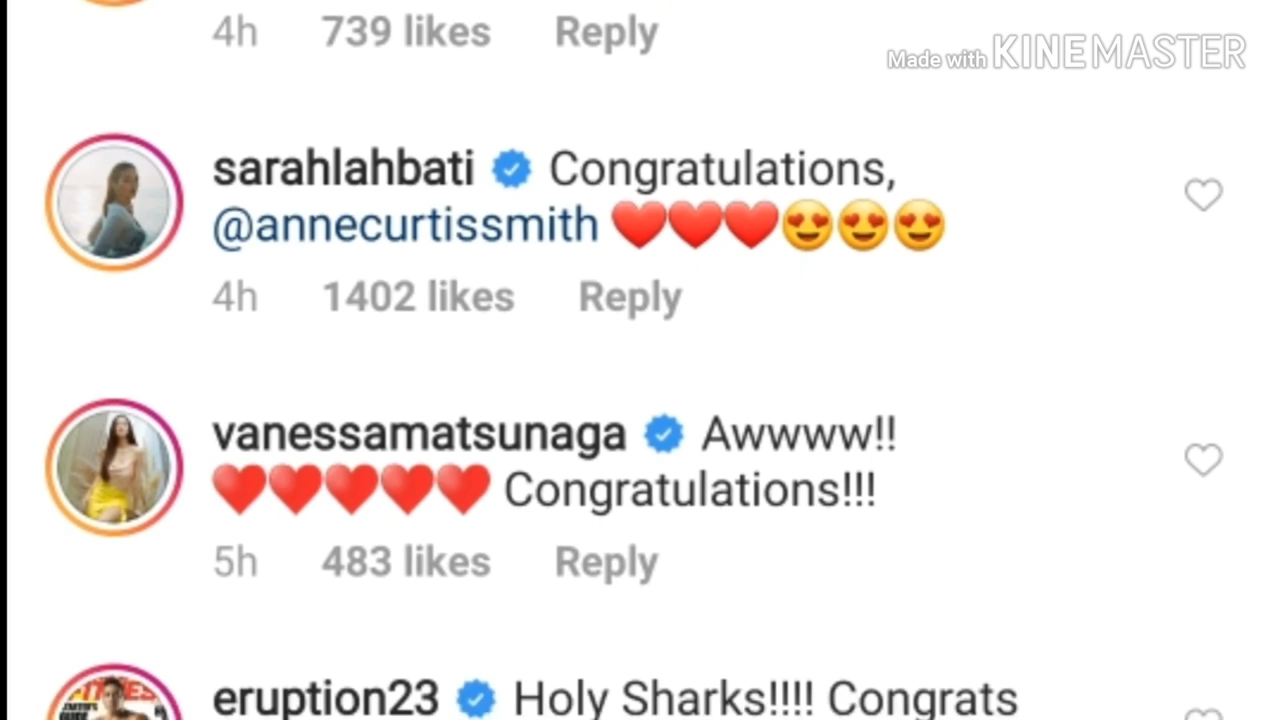 4h 739 likes Reply
Made with KINEMASTER
sarahlahbati Congratulations,
@annecurtissmith ❤️❤️❤️😍😍😍
4h 1402 likes Reply
vanessamatsunaga Awwww!!
❤️❤️❤️❤️❤️ Congratulations!!!
5h 483 likes Reply
eruption23 Holy Sharks!!!! Congrats